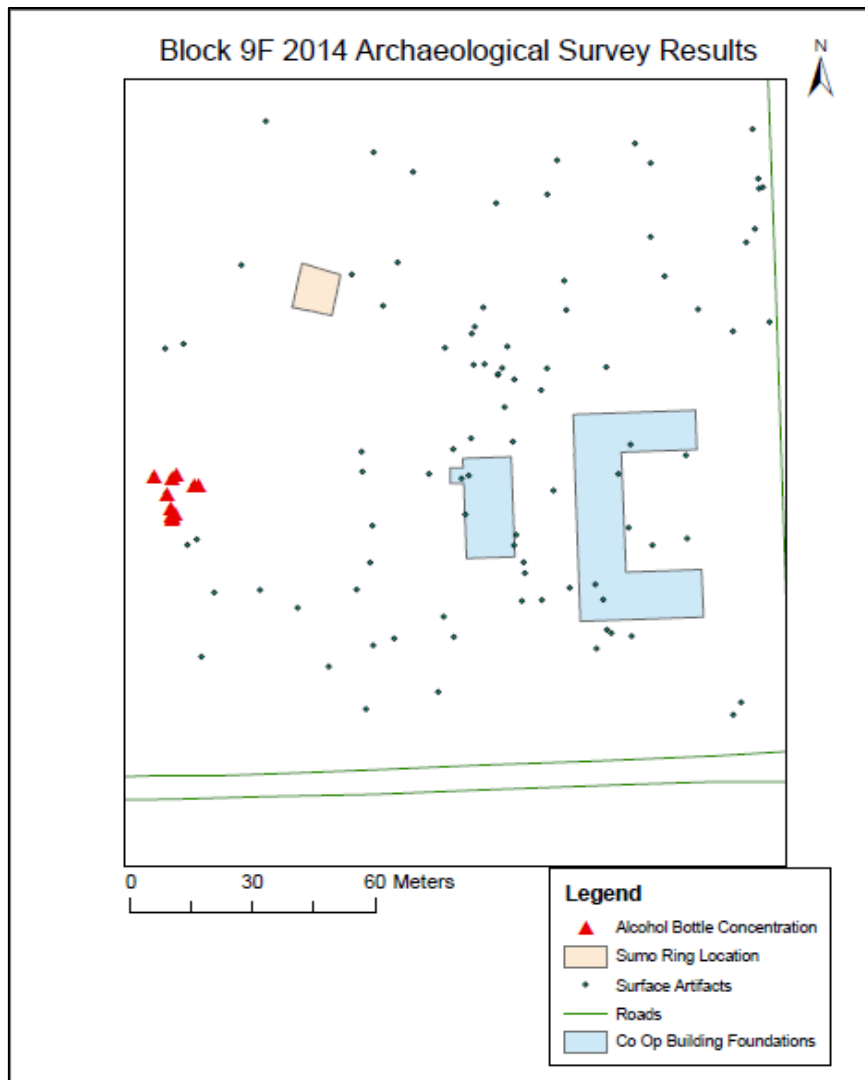 Block 9F 2014 Archaeological Survey Results
N
0 30 60 Meters
Legend
Alcohol Bottle Concentration
Sumo Ring Location
Surface Artifacts
Roads
Co Op Building Foundations